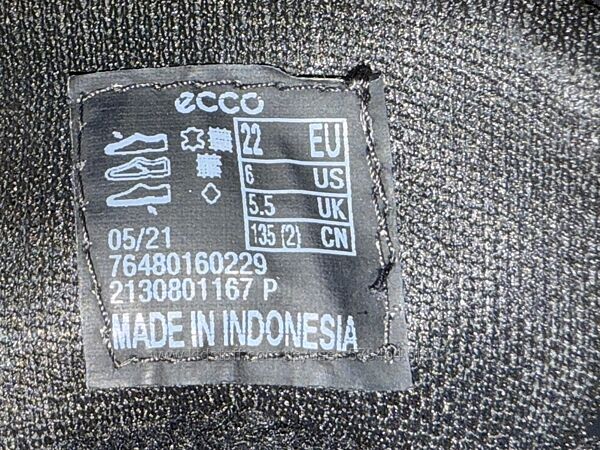 ecco
22 EU
6 US
5.5 UK
135 (2) CN
05/21
76480160229
2130801167 P
MADE IN INDONESIA